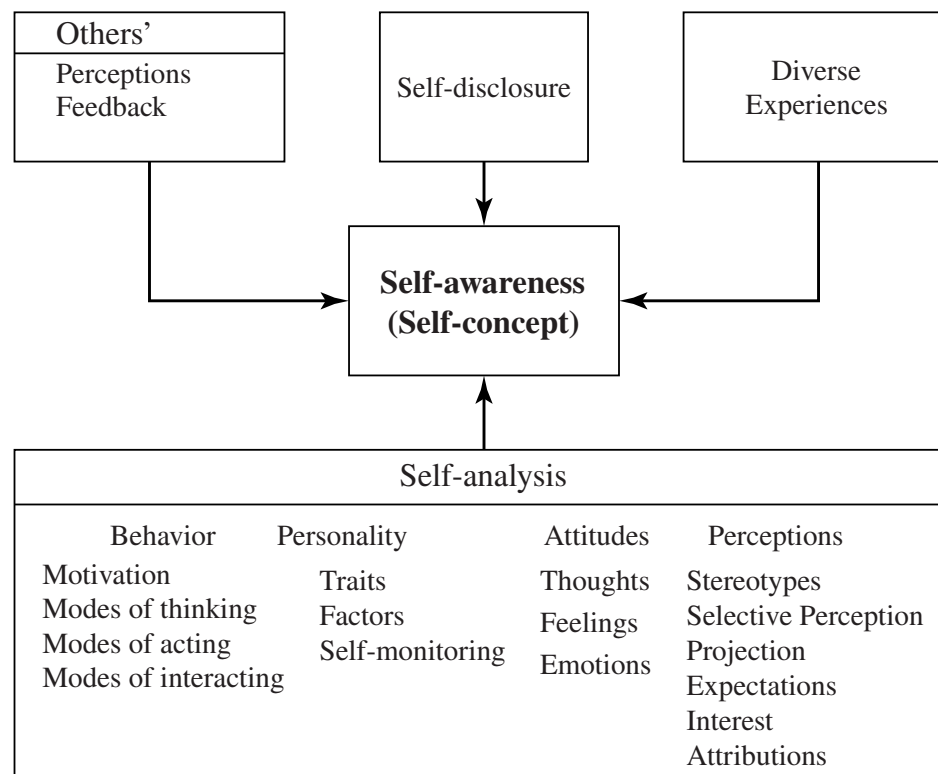 Others’
Perceptions
Feedback
Self-disclosure
Diverse
Experiences
Self-awareness
(Self-concept)
Self-analysis
Behavior
Motivation
Modes of thinking
Modes of acting
Modes of interacting
Personality
Traits
Factors
Self-monitoring
Attitudes
Thoughts
Feelings
Emotions
Perceptions
Stereotypes
Selective Perception
Projection
Expectations
Interest
Attributions